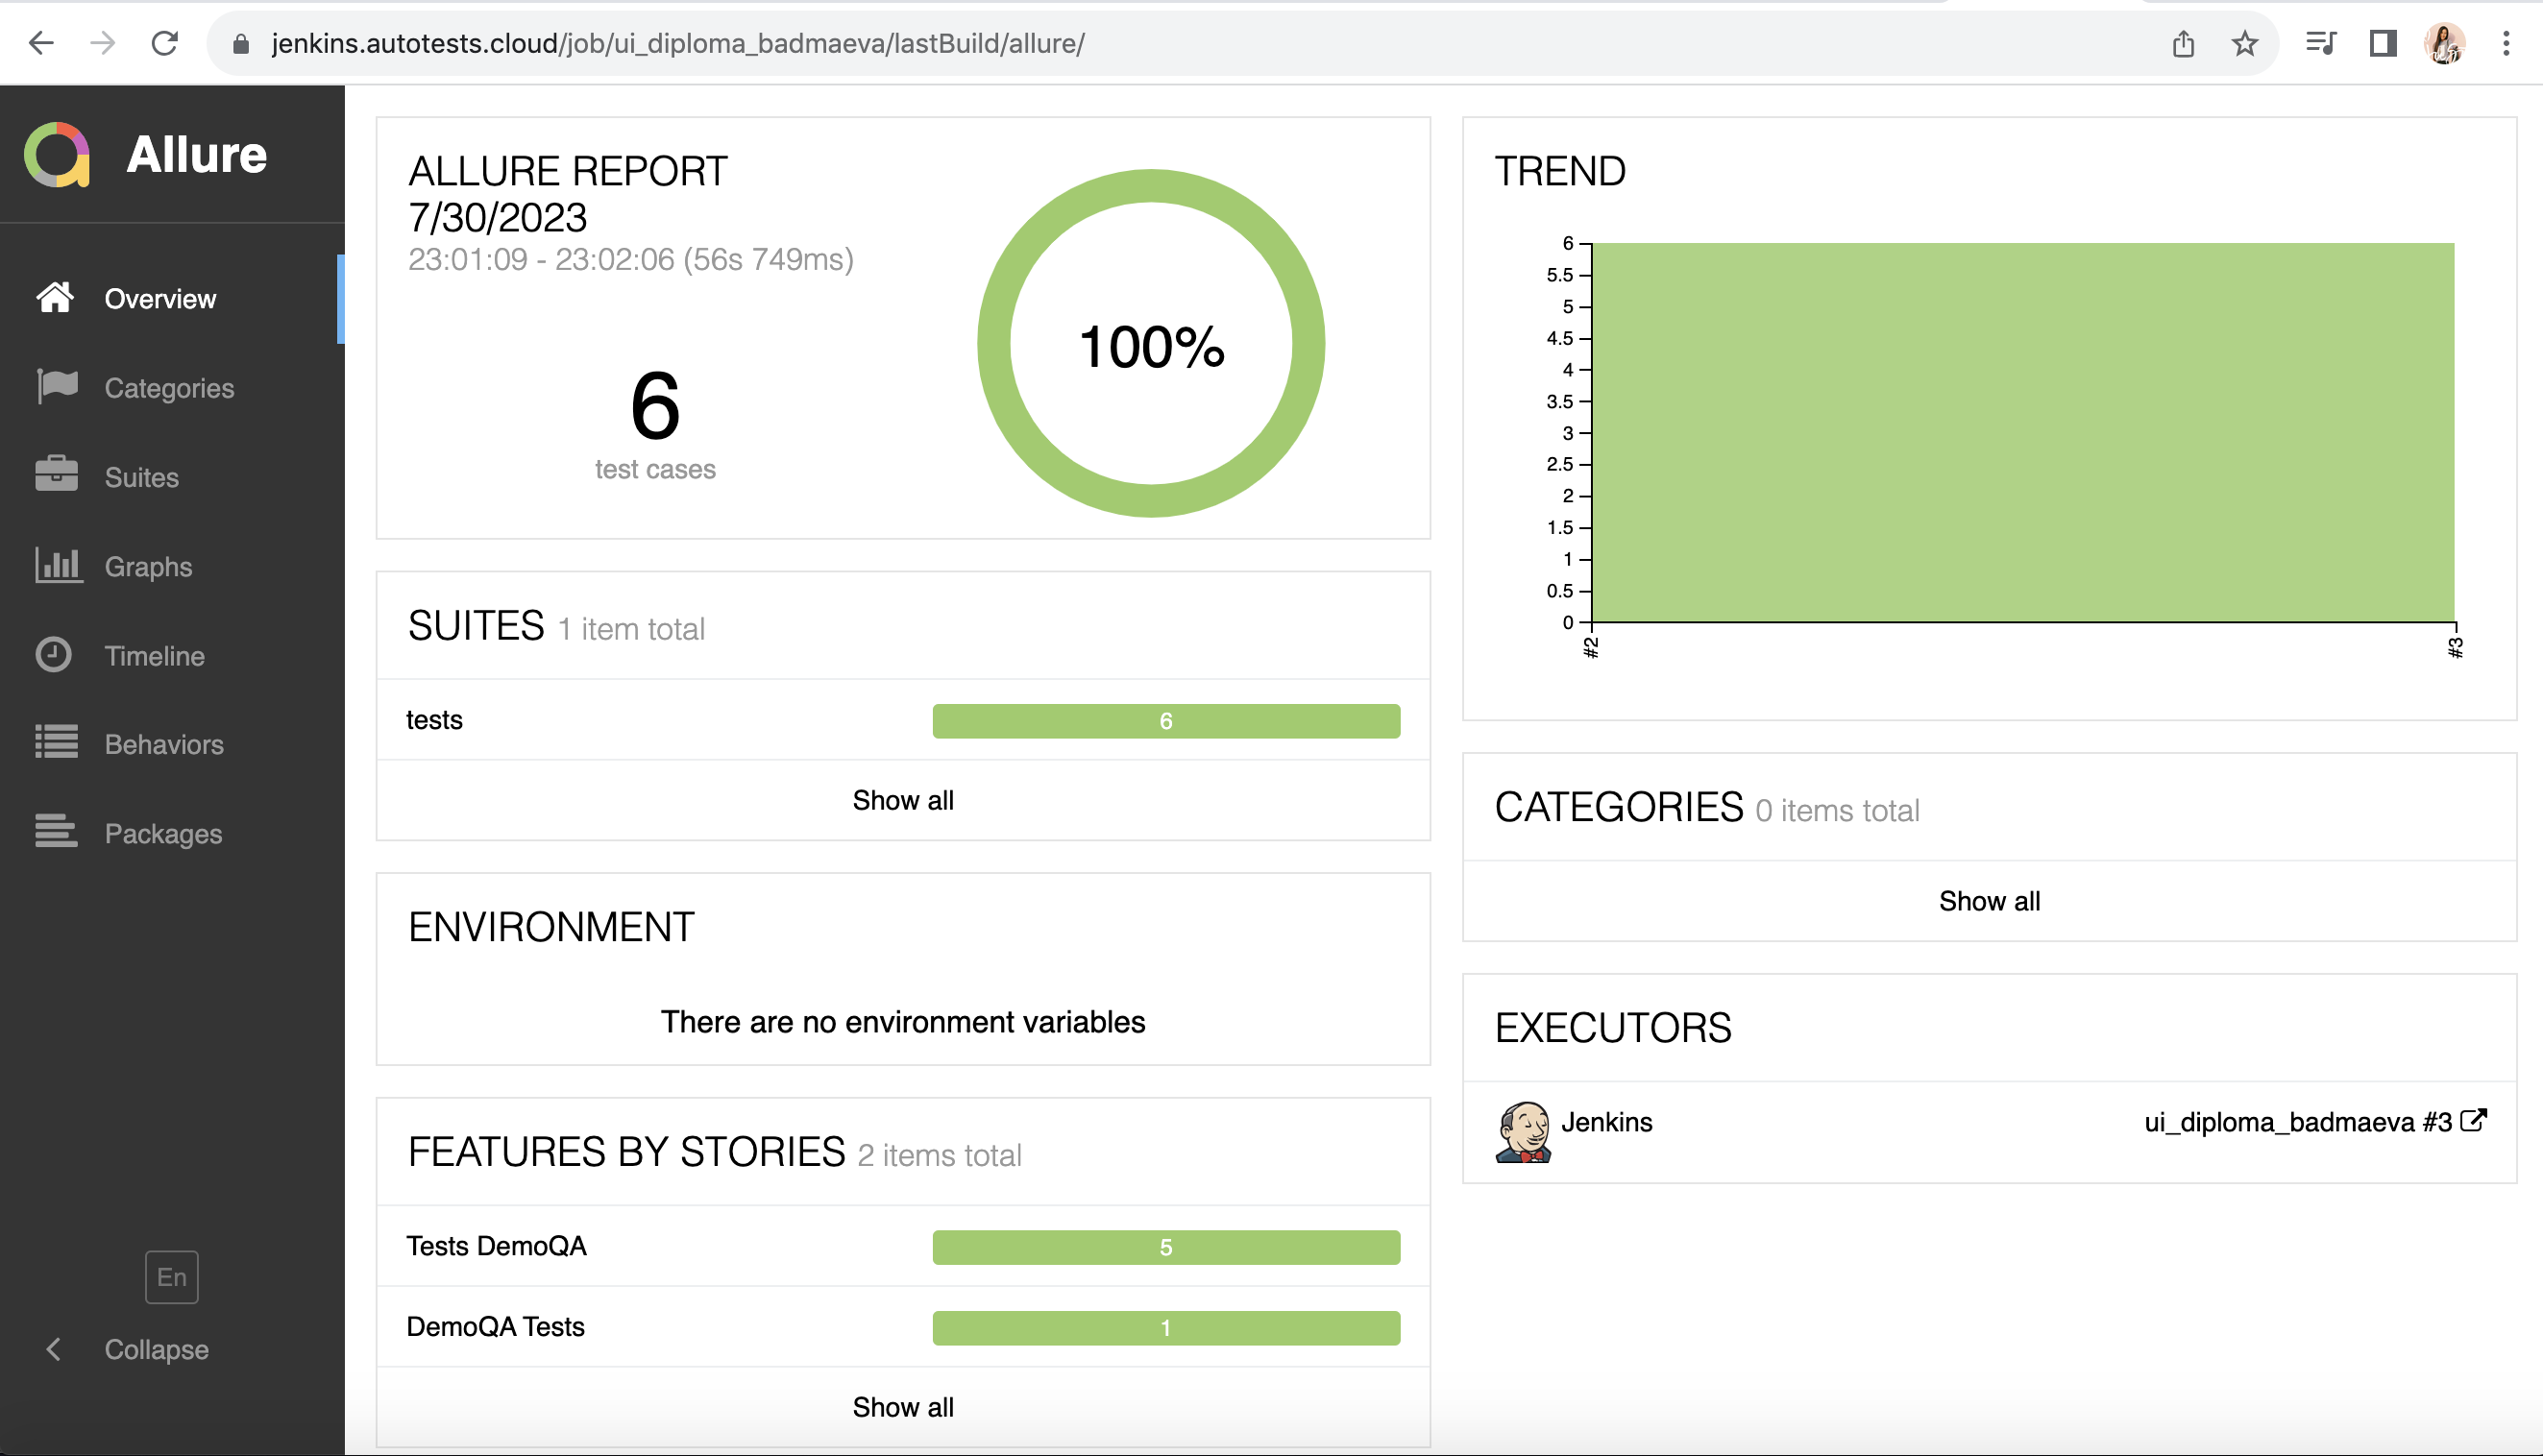 jenkins.autotests.cloud/job/ui_diploma_badmaeva/lastBuild/allure/
Allure
Overview
Categories
Suites
Graphs
Timeline
Behaviors
Packages
En
Collapse
ALLURE REPORT
7/30/2023
23:01:09 - 23:02:06 (56s 749ms)
6
test cases
100%
SUITES 1 item total
tests 6
Show all
ENVIRONMENT
There are no environment variables
FEATURES BY STORIES 2 items total
Tests DemoQA 5
DemoQA Tests 1
Show all
TREND
6
5.5
5
4.5
4
3.5
3
2.5
2
1.5
1
0.5
0
#2
#3
CATEGORIES 0 items total
Show all
EXECUTORS
Jenkins ui_diploma_badmaeva #3